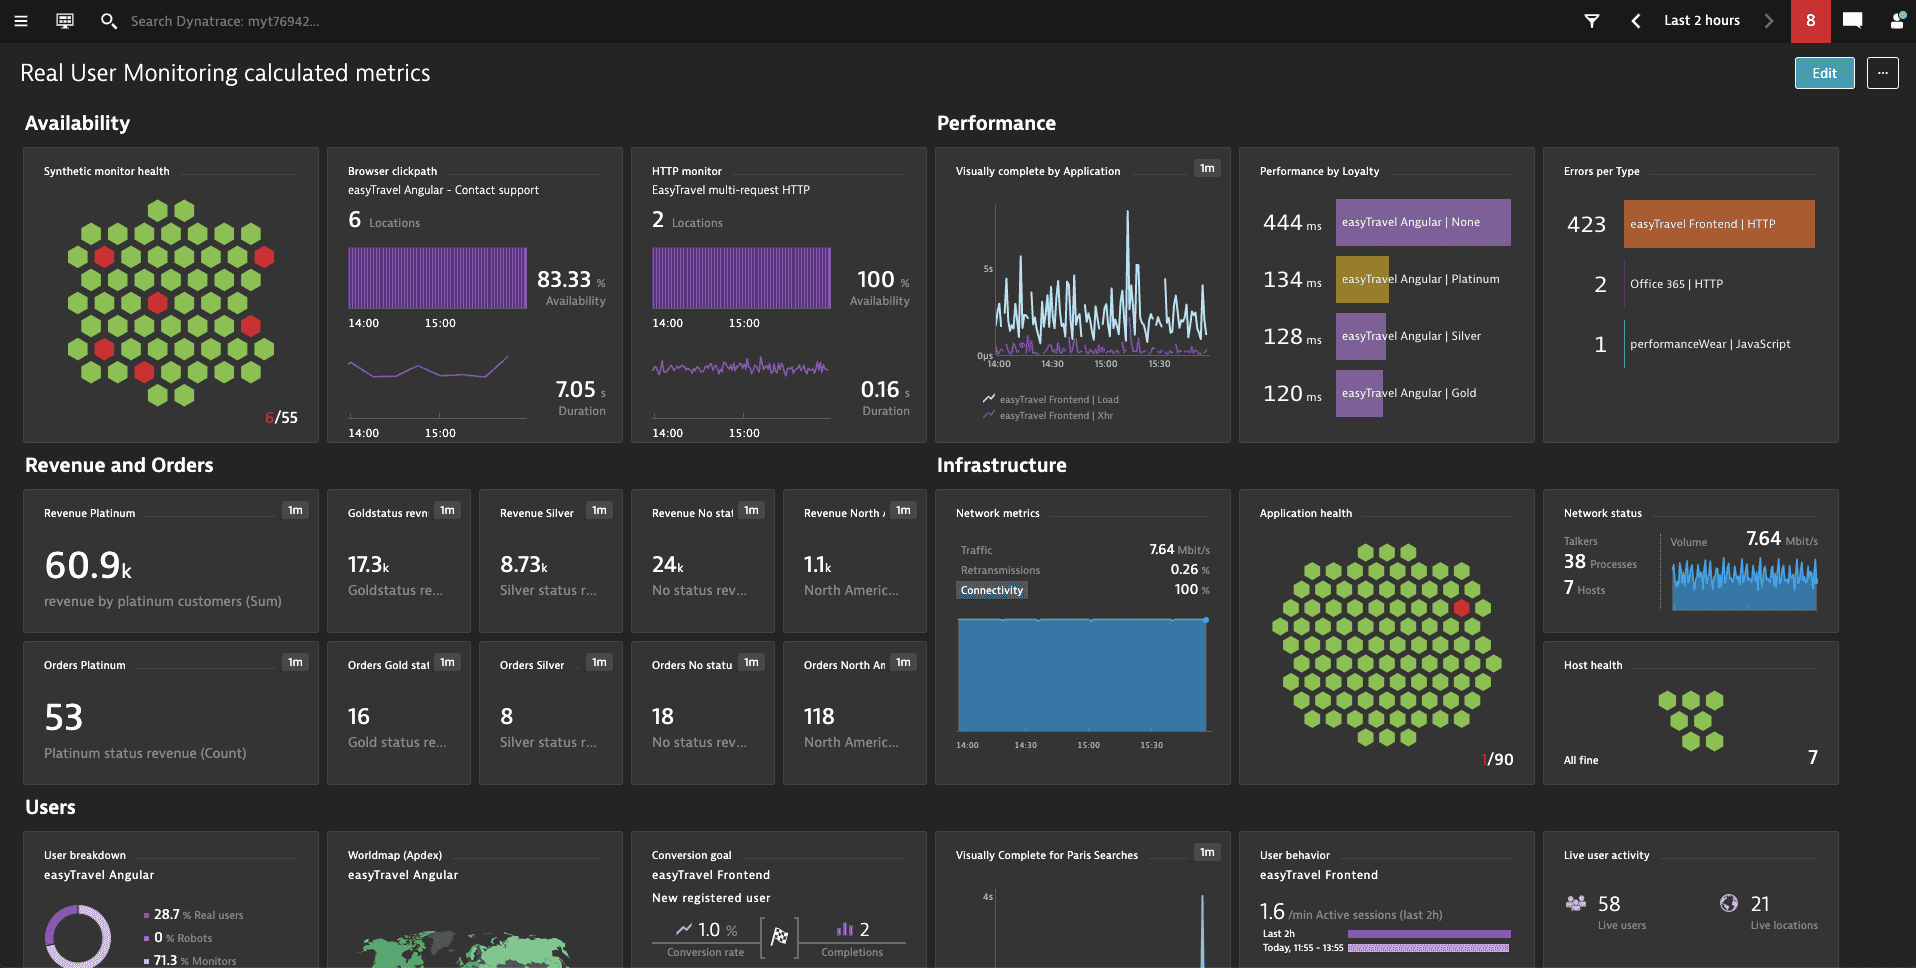 Search Dynatrace: myt76942...
Last 2 hours
8
Real User Monitoring calculated metrics
Edit
...
Availability
Synthetic monitor health
6/55
Browser clickpath
easyTravel Angular - Contact support
6 Locations
83.33 %
Availability
14:00 15:00
7.05 s
Duration
14:00 15:00
HTTP monitor
EasyTravel multi-request HTTP
2 Locations
100 %
Availability
14:00 15:00
0.16 s
Duration
14:00 15:00
Performance
Visually complete by Application
1m
5s
0µs
14:00 14:30 15:00 15:30
easyTravel Frontend | Load
easyTravel Frontend | Xhr
Performance by Loyalty
444 ms easyTravel Angular | None
134 ms easyTravel Angular | Platinum
128 ms easyTravel Angular | Silver
120 ms easyTravel Angular | Gold
Errors per Type
423 easyTravel Frontend | HTTP
2 Office 365 | HTTP
1 performanceWear | JavaScript
Revenue and Orders
Revenue Platinum
1m
60.9k
revenue by platinum customers (Sum)
Goldstatus reven
1m
17.3k
Goldstatus re...
Revenue Silver
1m
8.73k
Silver status r...
Revenue No stat
1m
24k
No status rev...
Revenue North
1m
1.1k
North Americ...
Orders Platinum
1m
53
Platinum status revenue (Count)
Orders Gold stat
1m
16
Gold status re...
Orders Silver
1m
8
Silver status r...
Orders No statu
1m
18
No status rev...
Orders North An
1m
118
North Americ...
Infrastructure
Network metrics
Traffic 7.64 Mbit/s
Retransmissions 0.26 %
Connectivity 100 %
14:00 14:30 15:00 15:30
Application health
1/90
Network status
Talkers
38 Processes
7 Hosts
Volume 7.64 Mbit/s
Host health
All fine 7
Users
User breakdown
easyTravel Angular
28.7 % Real users
0 % Robots
71.3 % Monitors
Worldmap (Apdex)
easyTravel Angular
Conversion goal
easyTravel Frontend
New registered user
1.0 %
Conversion rate
2
Completions
Visually Complete for Paris Searches
1m
4s
User behavior
easyTravel Frontend
1.6 /min Active sessions (last 2h)
Last 2h
Today, 11:55 - 13:55
Live user activity
58
Live users
21
Live locations